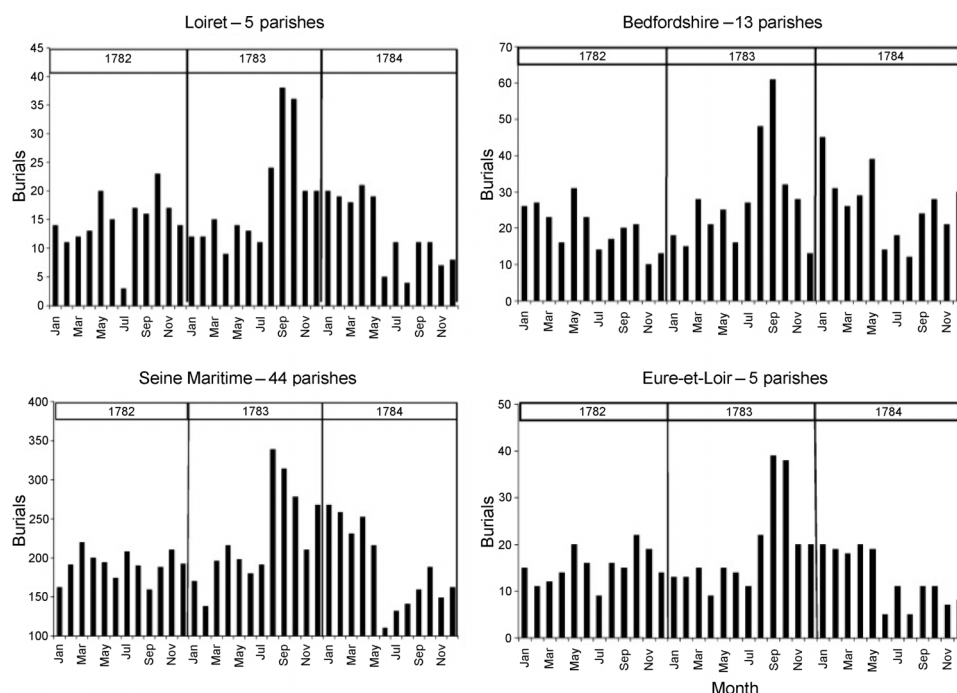 Loiret – 5 parishes
45
40
35
30
25
20
15
10
5
0
Burials
1782 1783 1784
Jan Mar May Jul Sep Nov Jan Mar May Jul Sep Nov Jan Mar May Jul Sep Nov
Bedfordshire – 13 parishes
70
60
50
40
30
20
10
0
Burials
1782 1783 1784
Jan Mar May Jul Sep Nov Jan Mar May Jul Sep Nov Jan Mar May Jul Sep Nov
Seine Maritime – 44 parishes
400
350
300
250
200
150
100
Burials
1782 1783 1784
Jan Mar May Jul Sep Nov Jan Mar May Jul Sep Nov Jan Mar May Jul Sep Nov
Eure-et-Loir – 5 parishes
50
40
30
20
10
0
Burials
1782 1783 1784
Jan Mar May Jul Sep Nov Jan Mar May Jul Sep Nov Jan Mar May Jul Sep Nov
Month